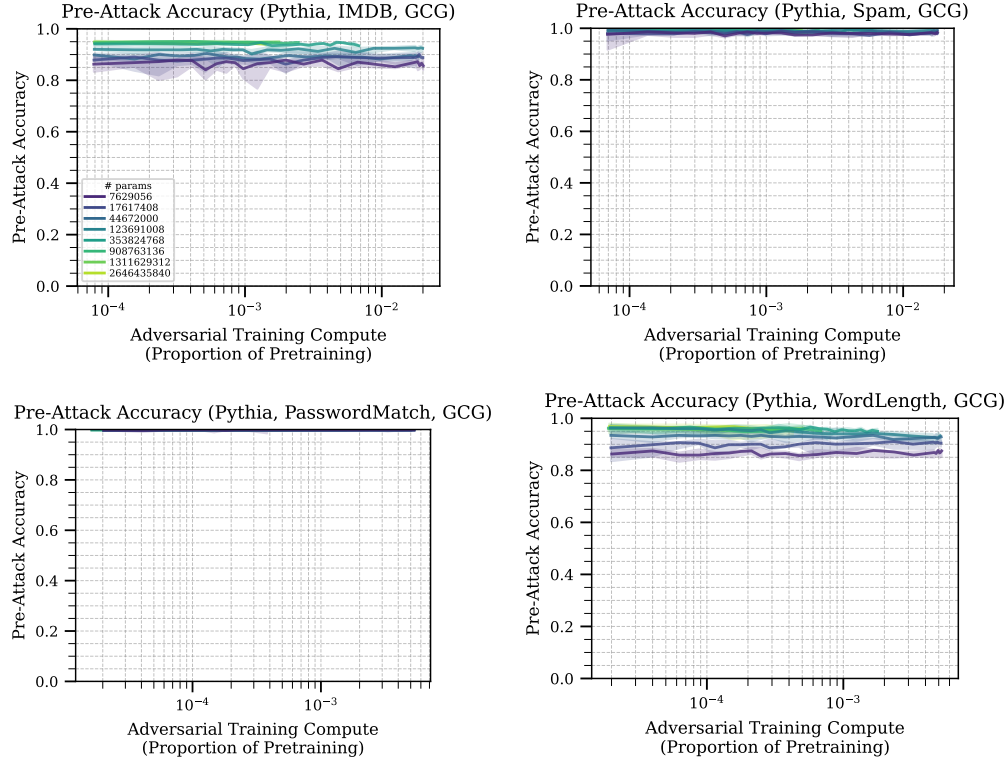 Pre-Attack Accuracy (Pythia, IMDB, GCG)
1.0
0.8
0.6
0.4
0.2
0.0
Pre-Attack Accuracy
# params
7629056
17617408
44672000
123691008
353824768
908763136
1311629312
2646435840
10⁻⁴
10⁻³
10⁻²
Adversarial Training Compute
(Proportion of Pretraining)
Pre-Attack Accuracy (Pythia, Spam, GCG)
1.0
0.8
0.6
0.4
0.2
0.0
Pre-Attack Accuracy
10⁻⁴
10⁻³
10⁻²
Adversarial Training Compute
(Proportion of Pretraining)
Pre-Attack Accuracy (Pythia, PasswordMatch, GCG)
1.0
0.8
0.6
0.4
0.2
0.0
Pre-Attack Accuracy
10⁻⁴
10⁻³
Adversarial Training Compute
(Proportion of Pretraining)
Pre-Attack Accuracy (Pythia, WordLength, GCG)
1.0
0.8
0.6
0.4
0.2
0.0
Pre-Attack Accuracy
10⁻⁴
10⁻³
Adversarial Training Compute
(Proportion of Pretraining)